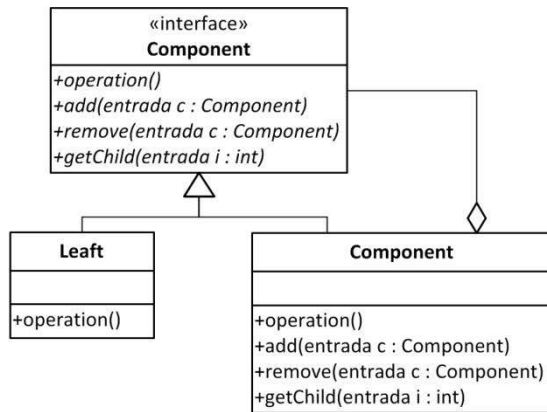 «interface»
Component
+operation()
+add(entrada c : Component)
+remove(entrada c : Component)
+getChild(entrada i : int)
Leaft
+operation()
Component
+operation()
+add(entrada c : Component)
+remove(entrada c : Component)
+getChild(entrada i : int)